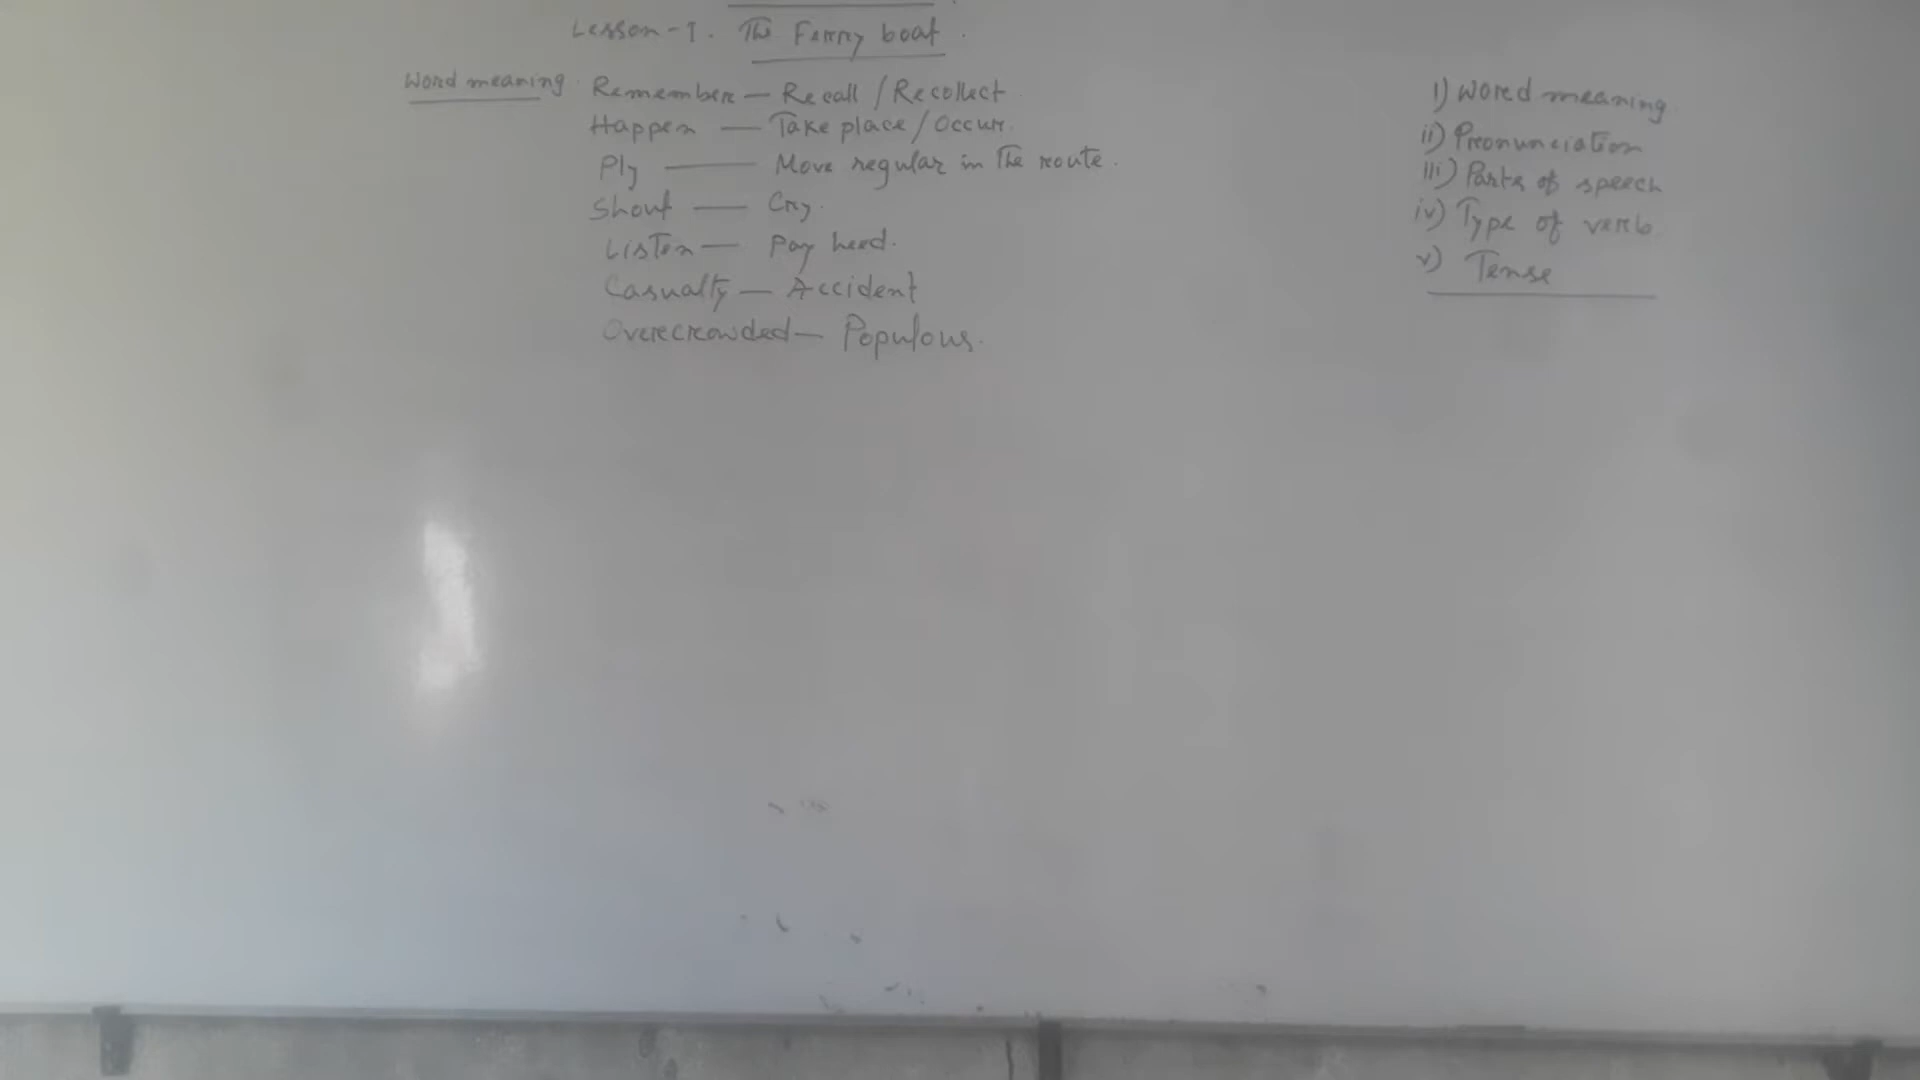 Lesson-1. The Ferry boat.
Word meaning. Remember — Recall / Recollect.
Happen — Take place / Occur.
Ply — Move regular in the route.
Shout — Cry.
Listen — Pay heed.
Casualty — Accident
Overcrowded — Populous.
i) Word meaning.
ii) Pronunciation
iii) Parts of speech
iv) Type of verb
v) Tense